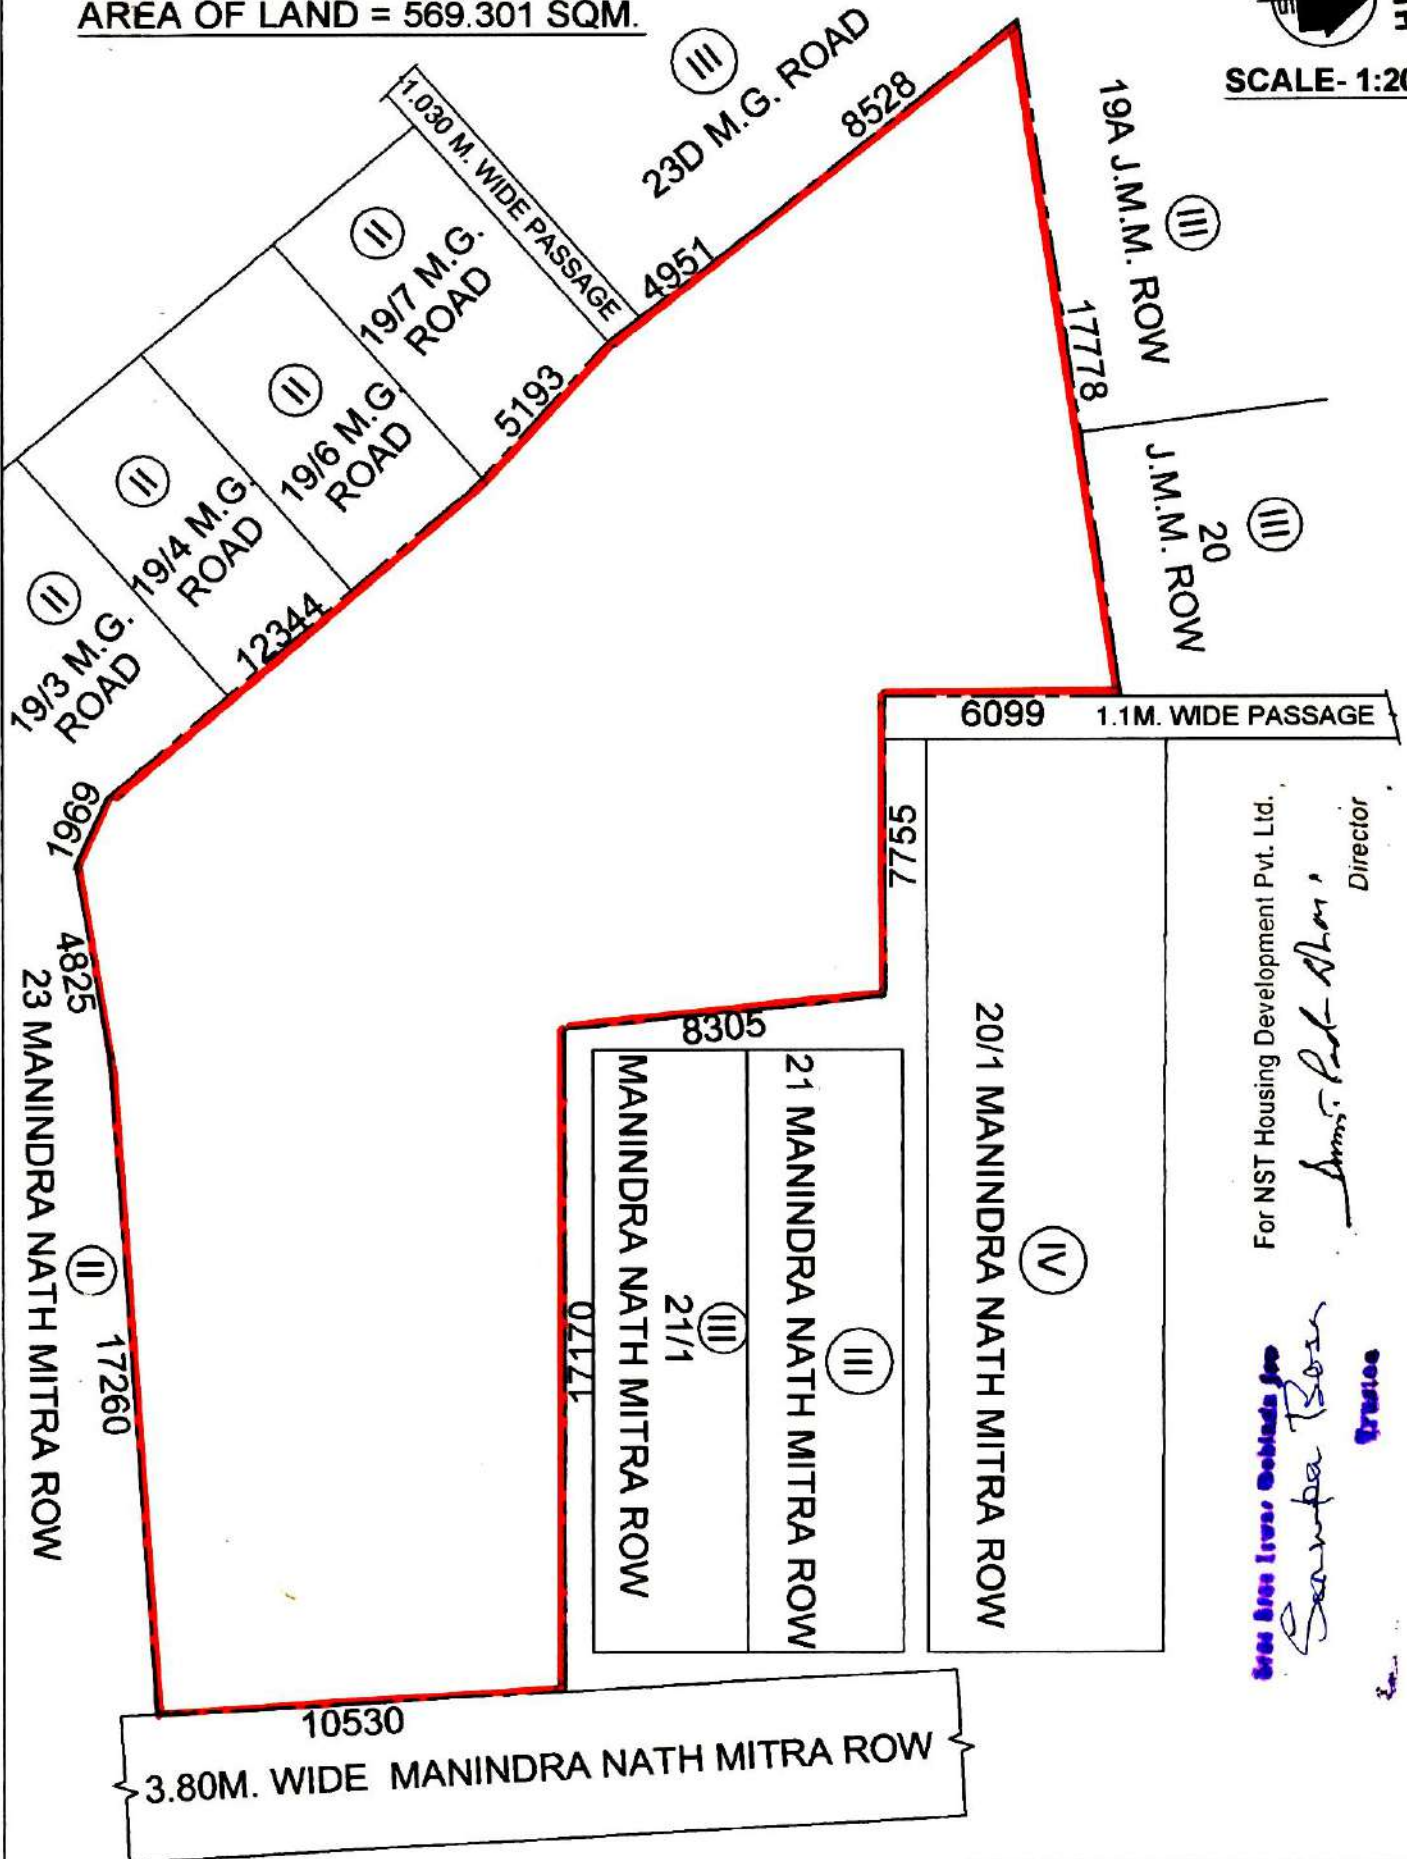 AREA OF LAND = 569.301 SQM.
SCALE- 1:20
III
23D M.G. ROAD
8528
1.030 M. WIDE PASSAGE
4951
19A J.M.M. ROW
III
17778
II
19/7 M.G.
ROAD
5193
II
19/6 M.G.
ROAD
II
19/4 M.G.
ROAD
12344
II
19/3 M.G.
ROAD
III
20
J.M.M. ROW
6099
1.1M. WIDE PASSAGE
1969
4825
5577
8305
23 MANINDRA NATH MITRA ROW
II
17260
17170
21/1
III
MANINDRA NATH MITRA ROW
21 MANINDRA NATH MITRA ROW
III
20/1 MANINDRA NATH MITRA ROW
IV
For NST Housing Development Pvt. Ltd.
Director
Trustee
10530
3.80M. WIDE MANINDRA NATH MITRA ROW